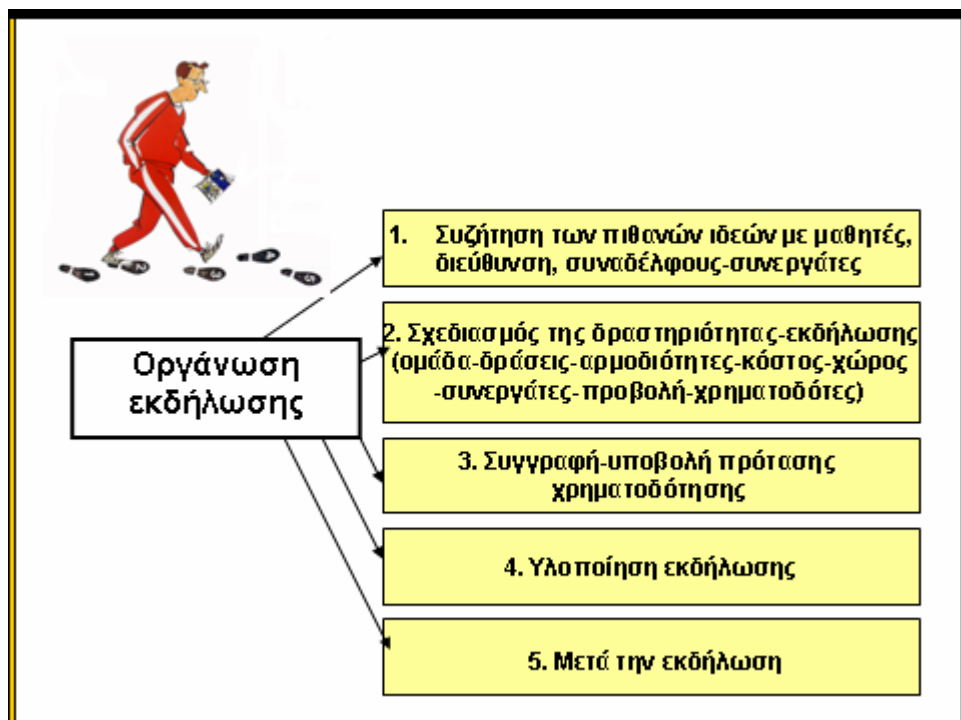 1. Συζήτηση των πιθανών ιδεών με μαθητές,
διεύθυνση, συναδέλφους-συνεργάτες
Οργάνωση
εκδήλωσης
2. Σχεδιασμός της δραστηριότητας-εκδήλωσης
(ομάδα-δράσεις-αρμοδιότητες-κόστος-χώρος
-συνεργάτες-προβολή-χρηματοδότες)
3. Συγγραφή-υποβολή πρότασης
χρηματοδότησης
4. Υλοποίηση εκδήλωσης
5. Μετά την εκδήλωση